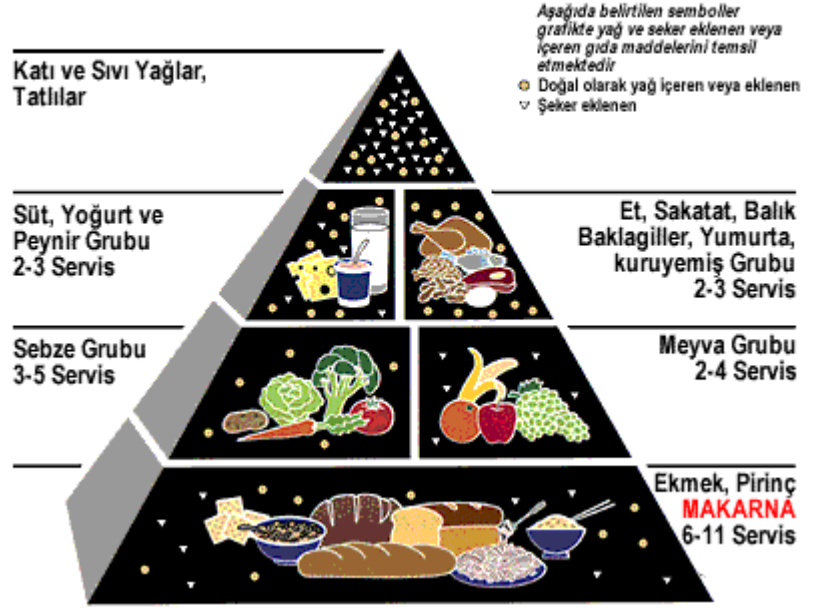 Aşağıda belirtilen semboller
grafikte yağ ve seker eklenen veya
içeren gıda maddelerini temsil
etmektedir
Doğal olarak yağ içeren veya eklenen
Şeker eklenen
Katı ve Sıvı Yağlar,
Tatlılar
Süt, Yoğurt ve
Peynir Grubu
2-3 Servis
Et, Sakatat, Balık
Baklagiller, Yumurta,
kuruyemiş Grubu
2-3 Servis
Sebze Grubu
3-5 Servis
Meyva Grubu
2-4 Servis
Ekmek, Pirinç
MAKARNA
6-11 Servis